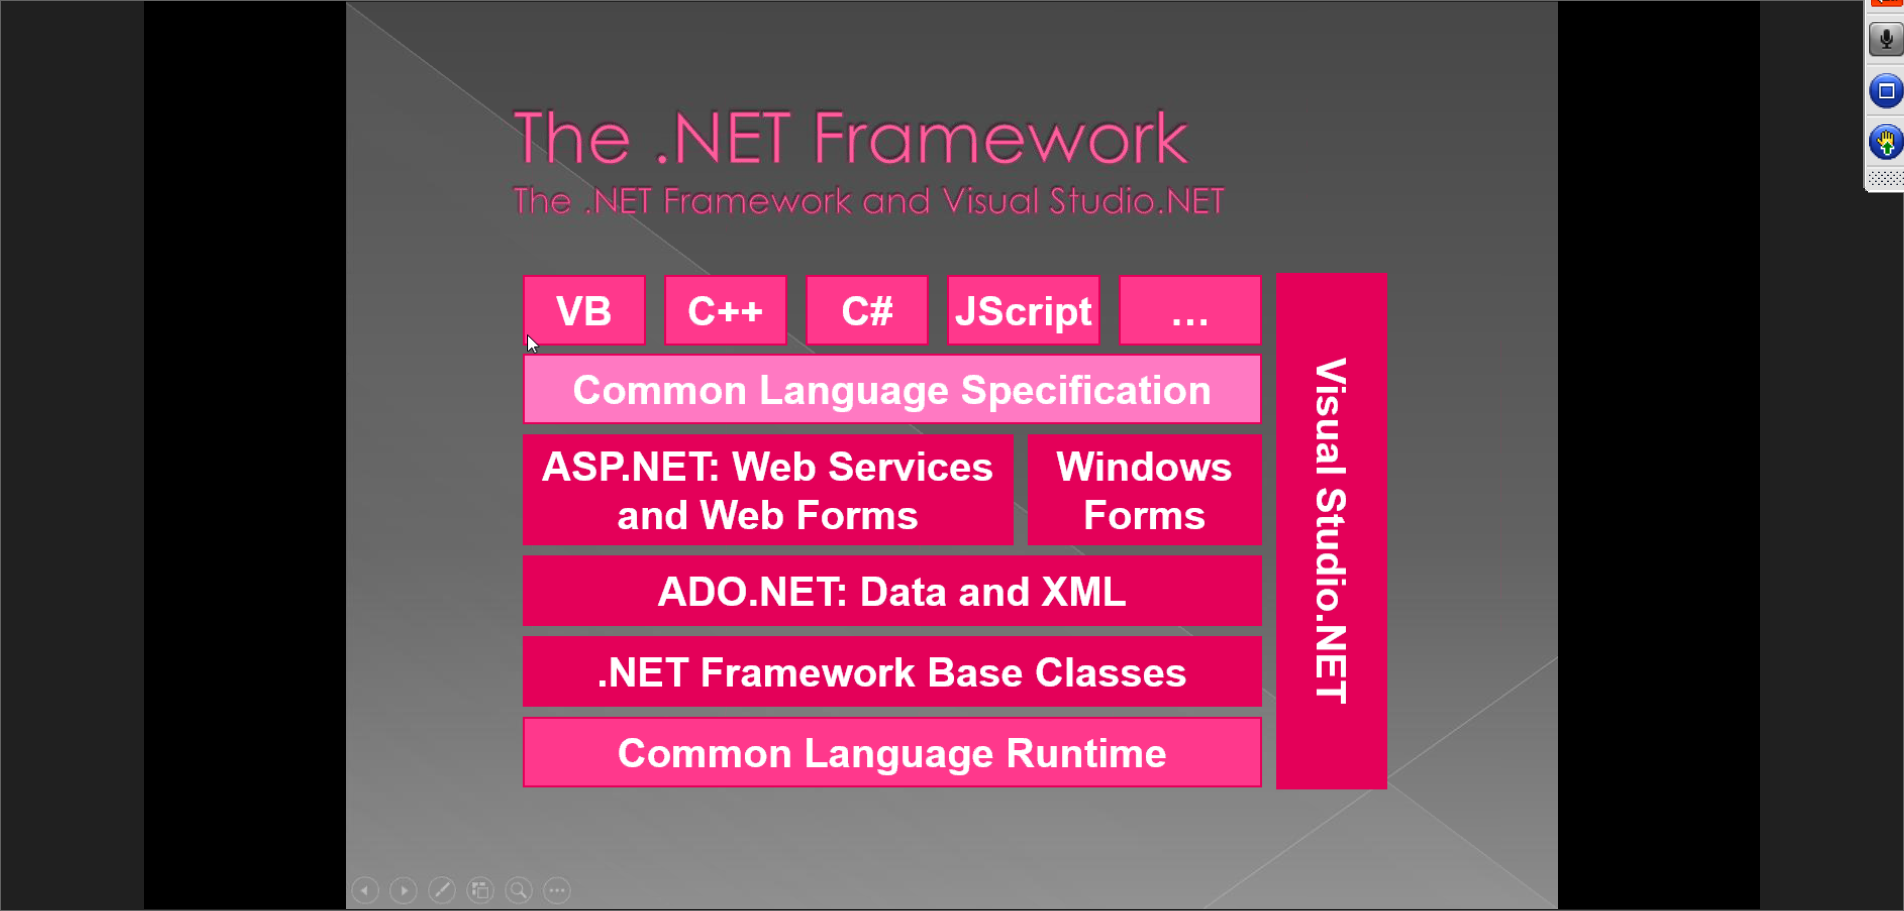 The .NET Framework
The .NET Framework and Visual Studio.NET
VB
C++
C#
JScript
...
Common Language Specification
ASP.NET: Web Services
and Web Forms
Windows
Forms
ADO.NET: Data and XML
.NET Framework Base Classes
Common Language Runtime
Visual Studio.NET